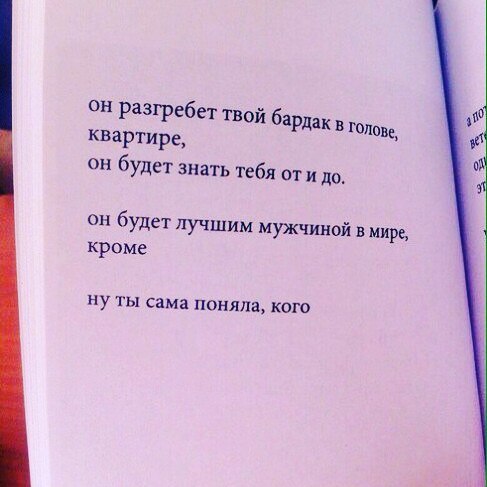 он разгребет твой бардак в голове,
квартире,
он будет знать тебя от и до.
он будет лучшим мужчиной в мире,
кроме
ну ты сама поняла, кого